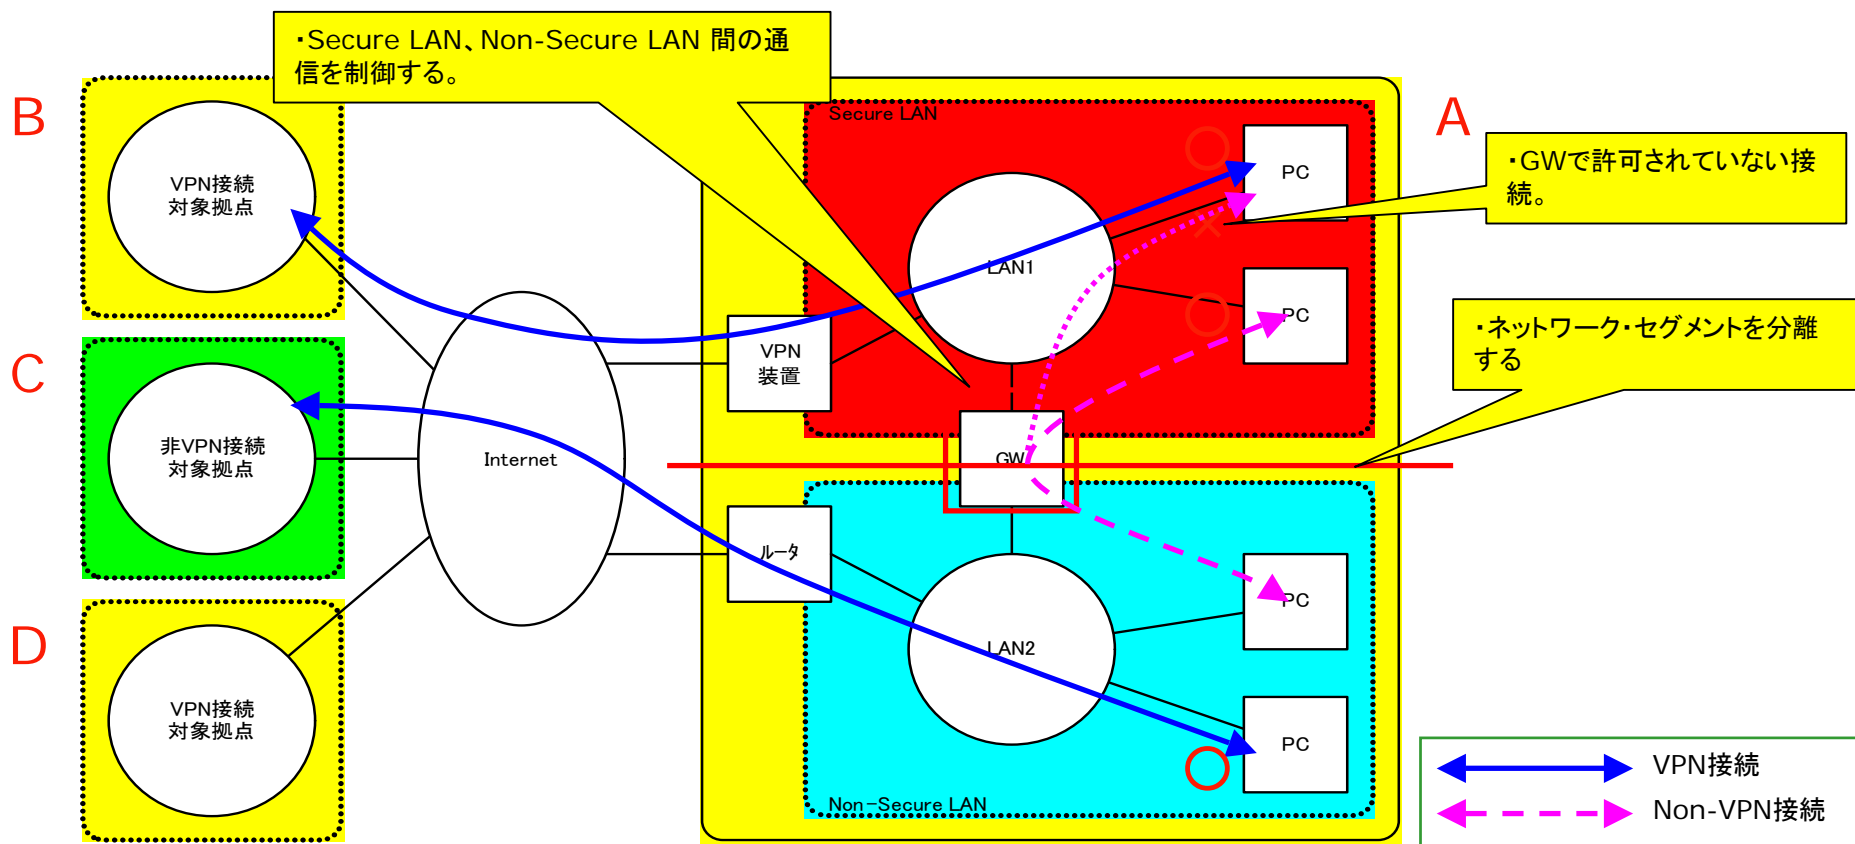 ・Secure LAN、Non-Secure LAN 間の通
信を制御する。
B
VPN接続
対象拠点
Secure LAN
A
PC
・GWで許可されていない接
続。
LAN1
PC
・ネットワーク・セグメントを分離
する
VPN
装置
C
非VPN接続
対象拠点
Internet
GW
ルータ
PC
D
VPN接続
対象拠点
LAN2
PC
Non-Secure LAN
VPN接続
Non-VPN接続